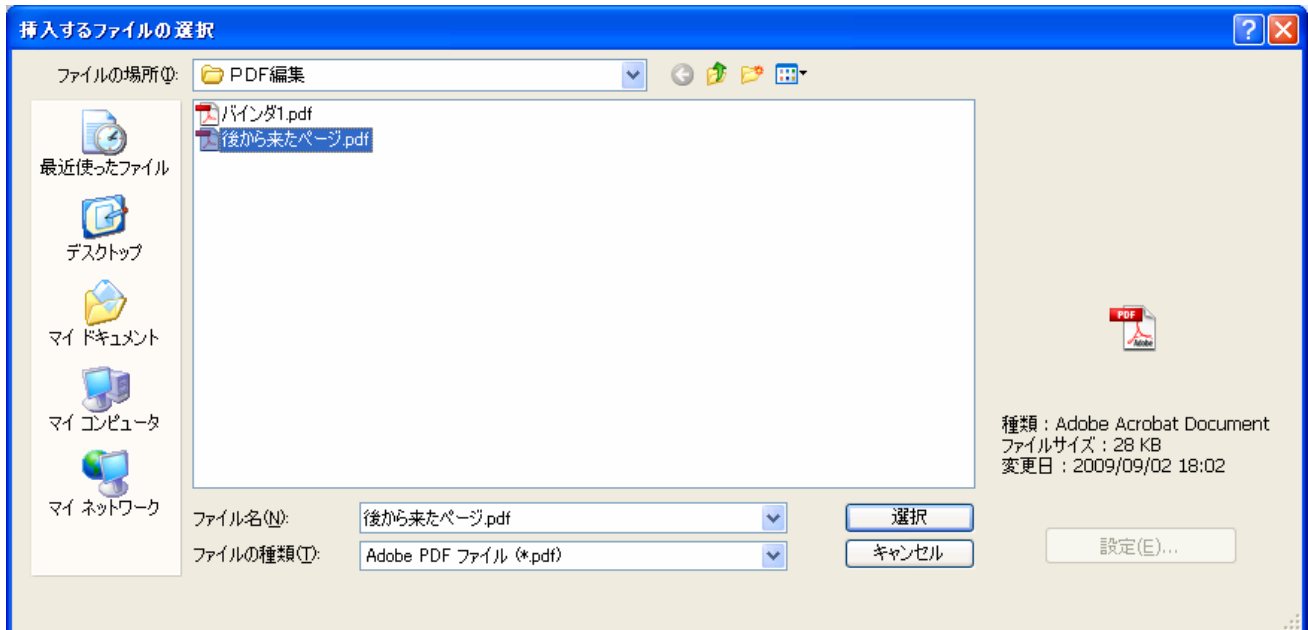 挿入するファイルの選択
ファイルの場所(I):
PDF編集
バインダ1.pdf
後から来たページ.pdf
最近使ったファイル
デスクトップ
マイ ドキュメント
マイ コンピュータ
マイ ネットワーク
PDF
Adobe
種類 : Adobe Acrobat Document
ファイルサイズ : 28 KB
変更日 : 2009/09/02 18:02
ファイル名(N):
後から来たページ.pdf
選択
ファイルの種類(T):
Adobe PDF ファイル (*.pdf)
キャンセル
設定(E)...